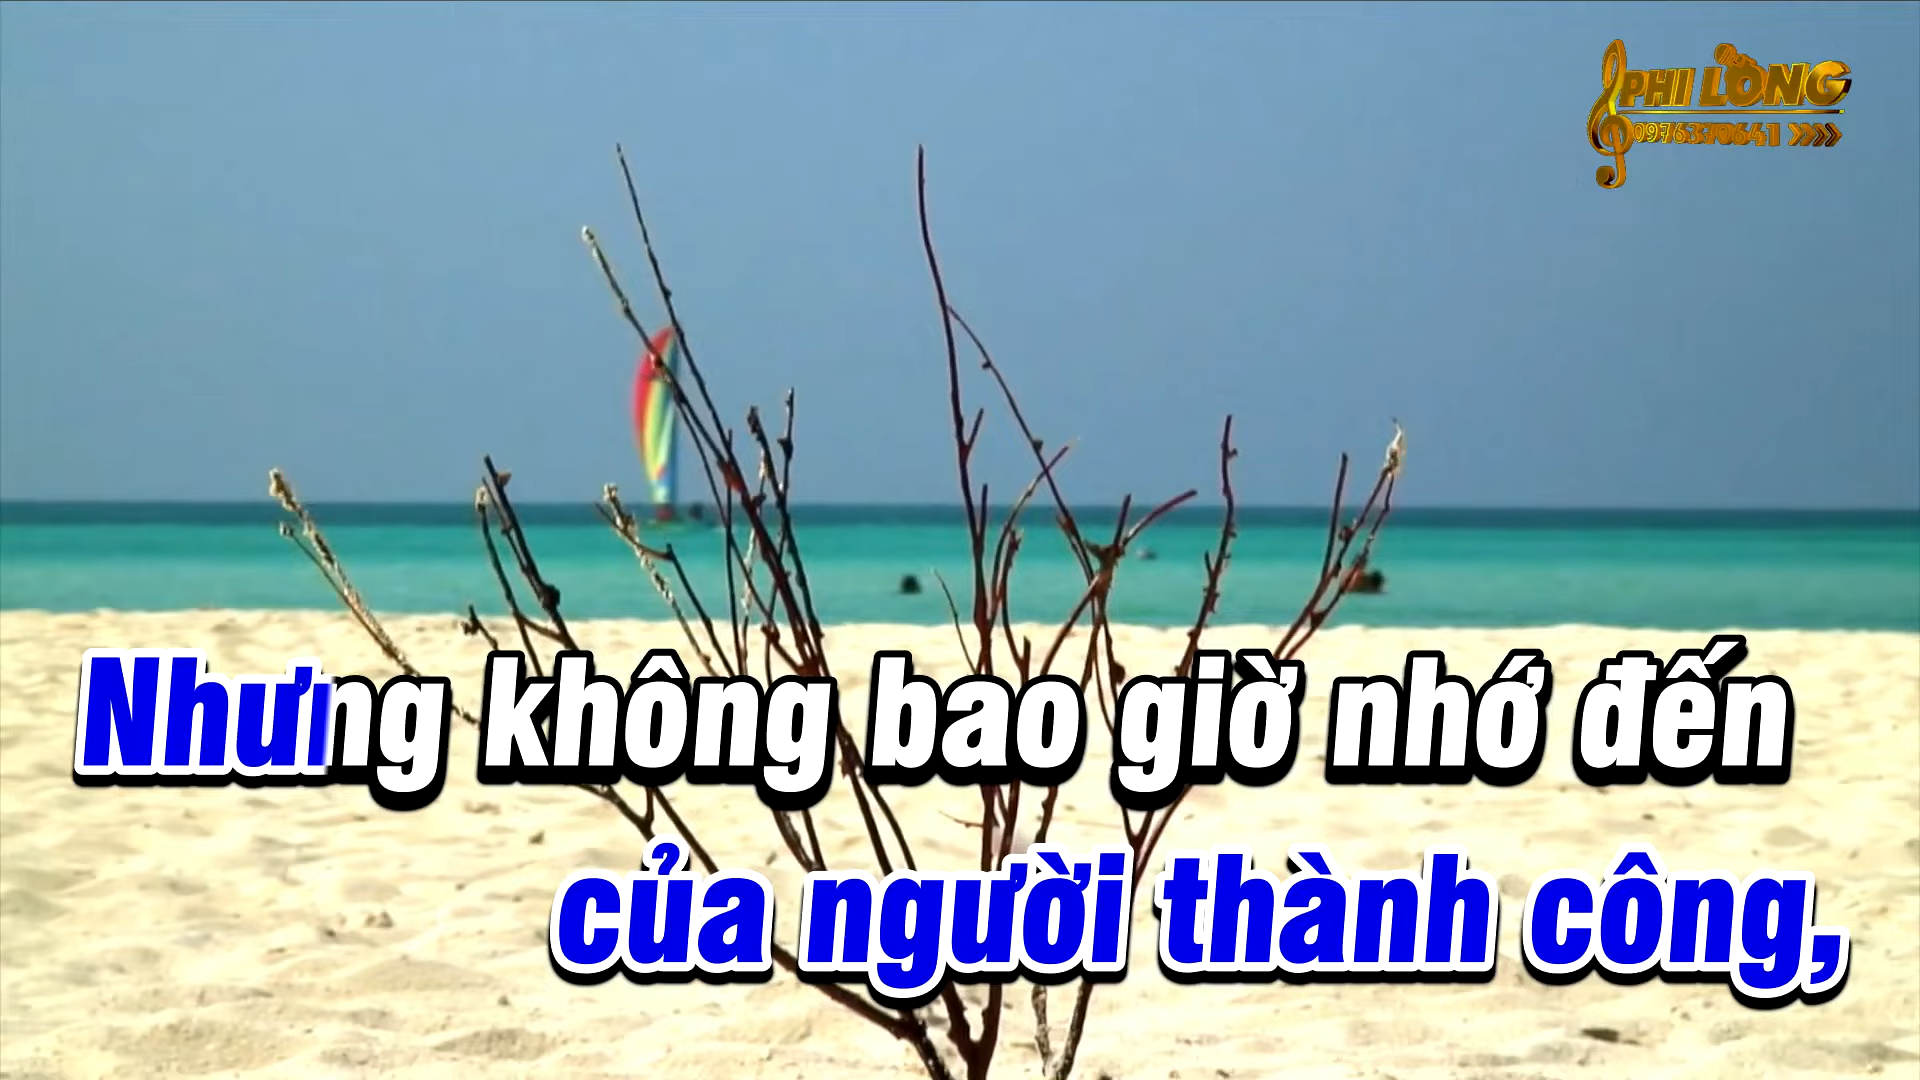 PHI LONG
0976370641
Nhưng không bao giờ nhớ đến
của người thành công,